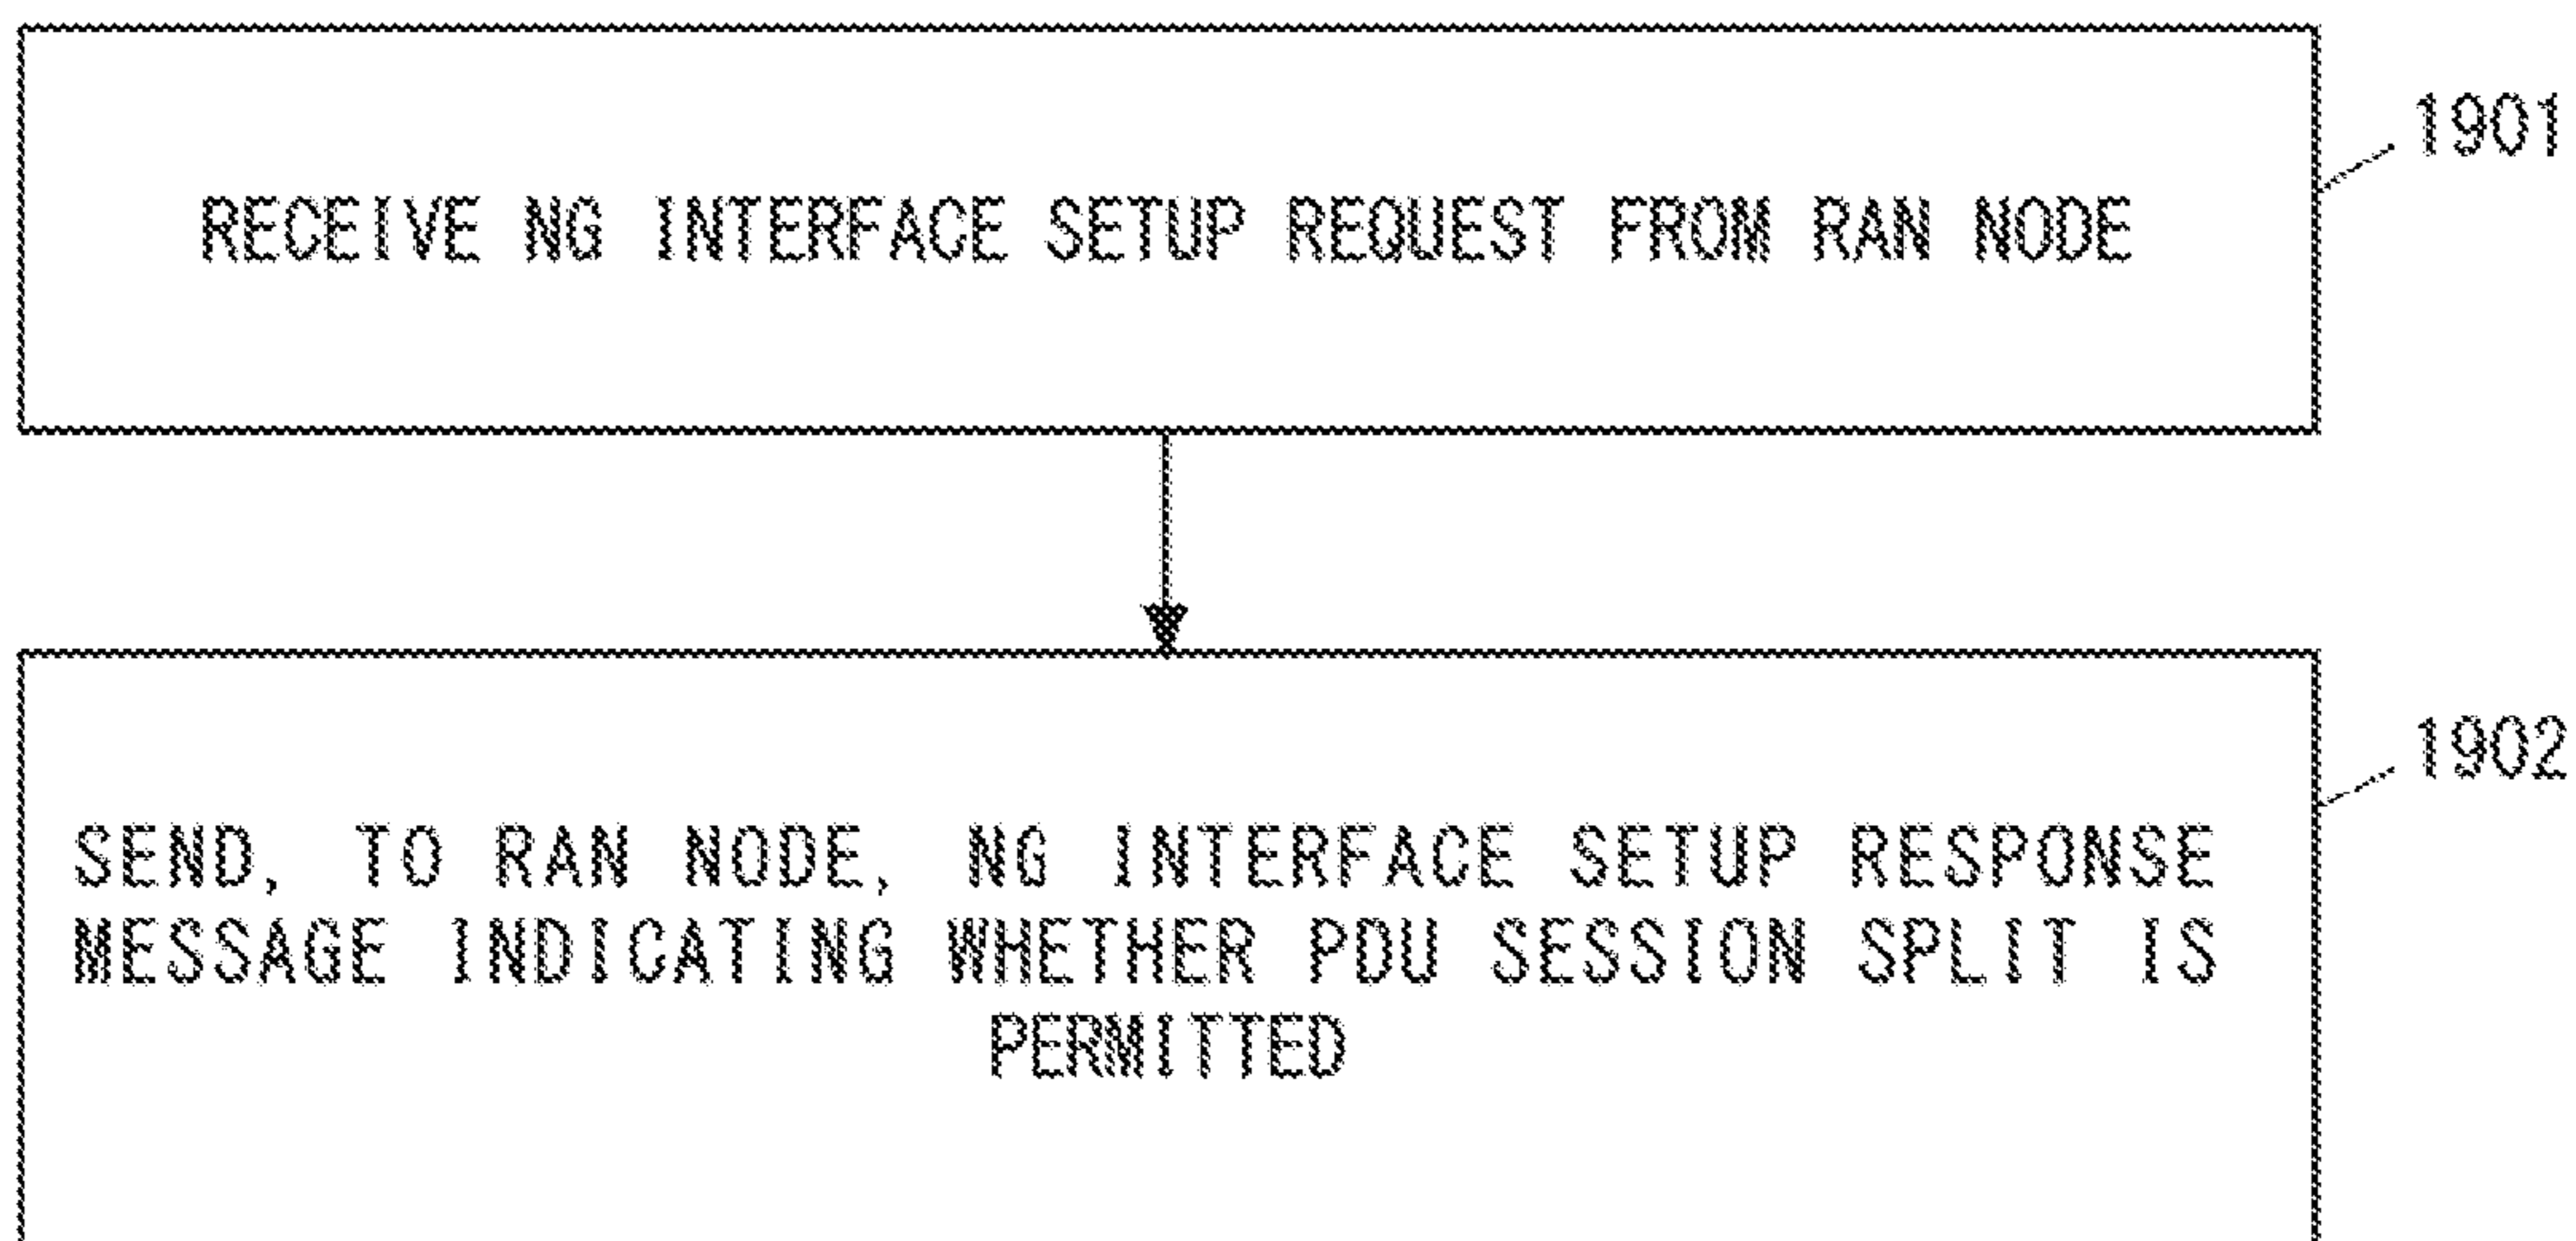 1901
RECEIVE NG INTERFACE SETUP REQUEST FROM RAN NODE
1902
SEND, TO RAN NODE, NG INTERFACE SETUP RESPONSE
MESSAGE INDICATING WHETHER PDU SESSION SPLIT IS
PERMITTED